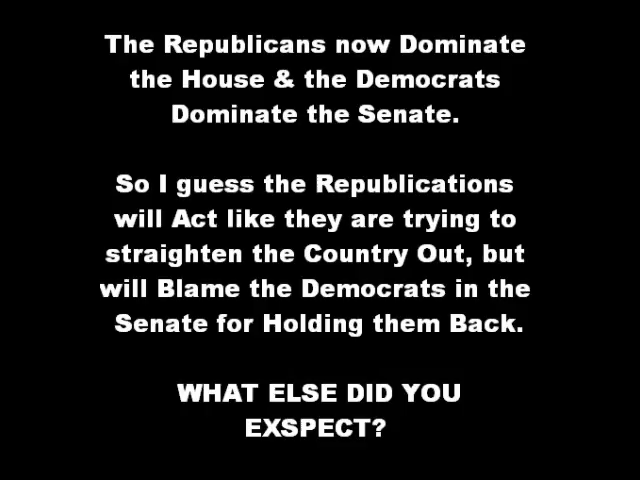 The Republicans now Dominate
the House & the Democrats
Dominate the Senate.
So I guess the Republications
will Act like they are trying to
straighten the Country Out, but
will Blame the Democrats in the
Senate for Holding them Back.
WHAT ELSE DID YOU
EXSPECT?